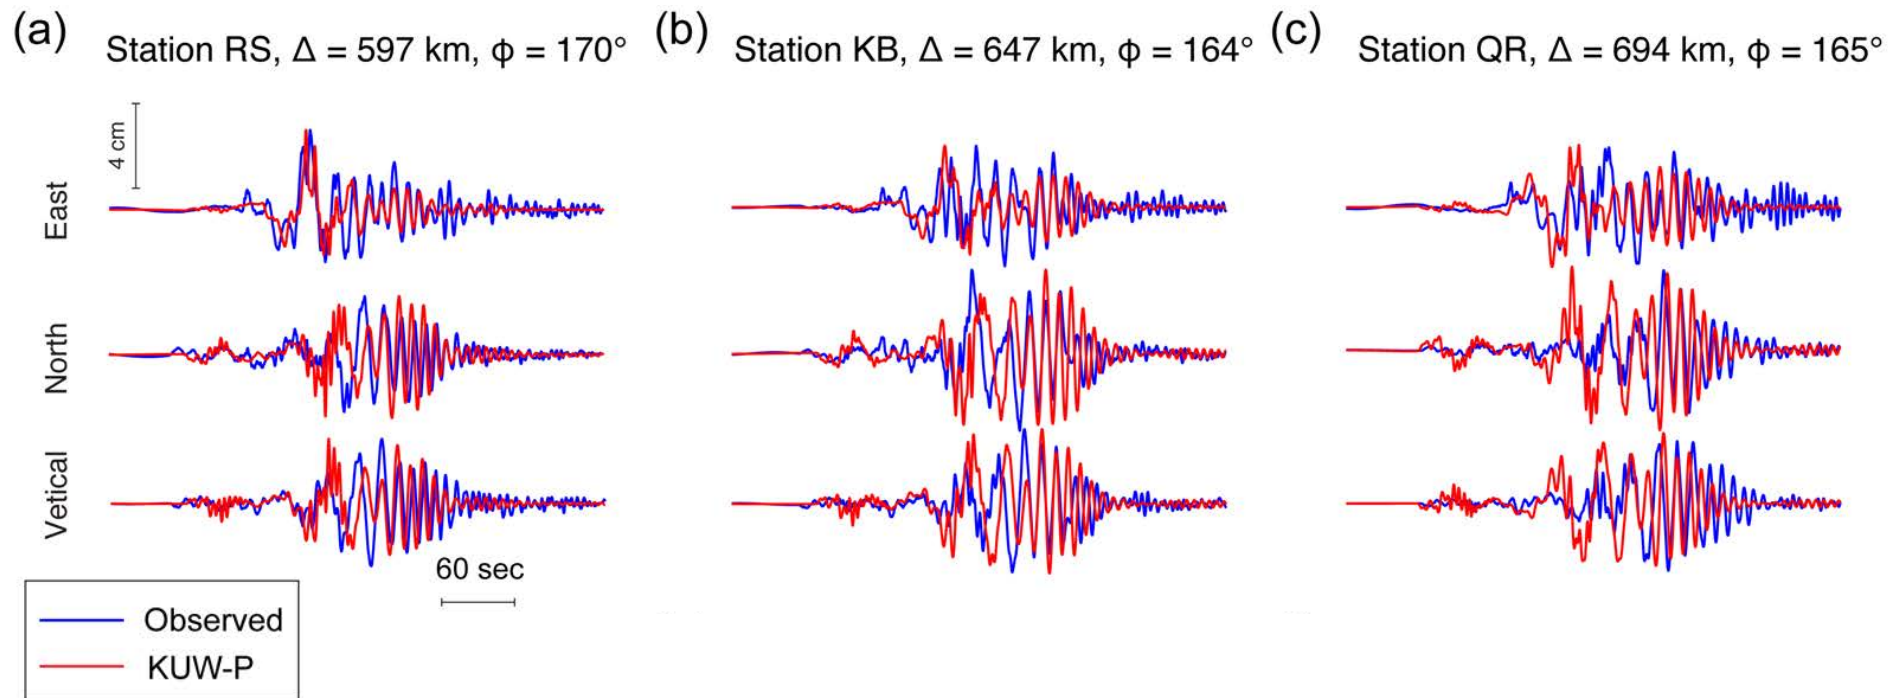 (a)
Station RS, Δ = 597 km, ϕ = 170°
(b)
Station KB, Δ = 647 km, ϕ = 164°
(c)
Station QR, Δ = 694 km, ϕ = 165°
4 cm
East
North
Vetical
60 sec
Observed
KUW-P